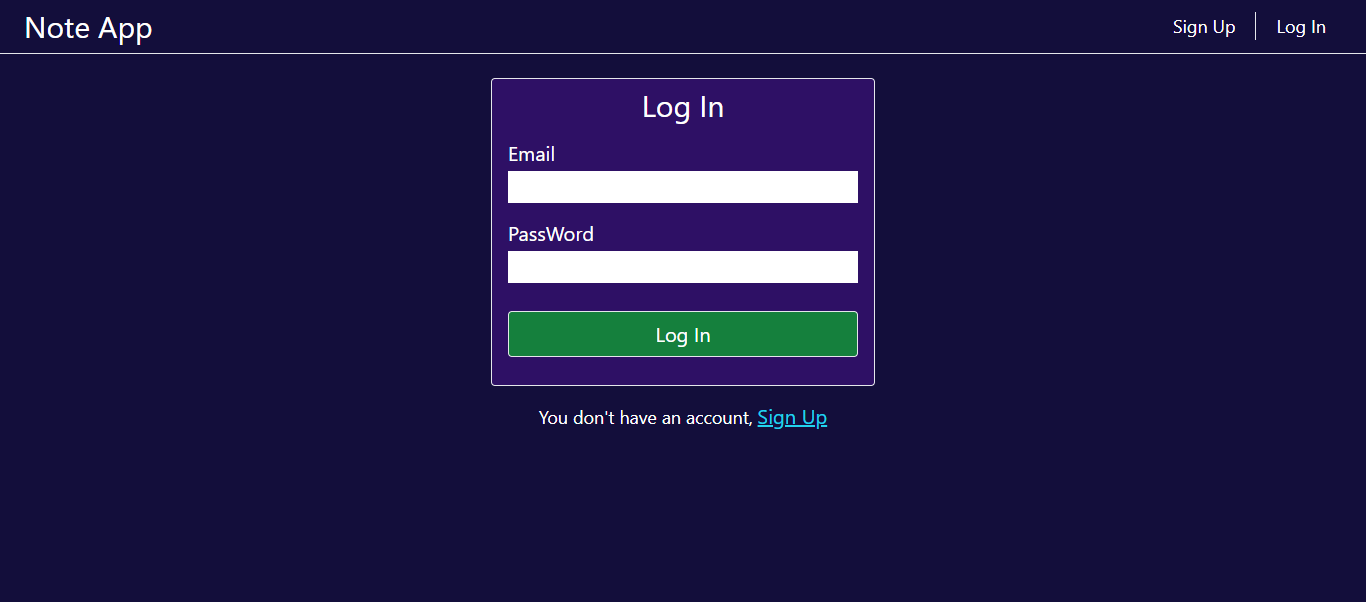 Note App
Sign Up
Log In
Log In
Email
PassWord
Log In
You don't have an account, Sign Up